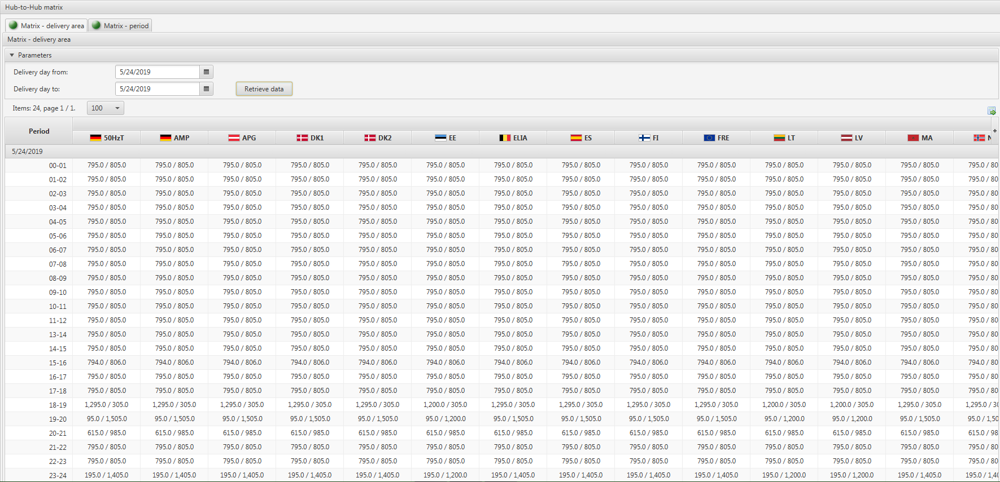 Hub-to-Hub matrix
Matrix - delivery area Matrix - period
Matrix - delivery area
Parameters
Delivery day from: 5/24/2019
Delivery day to: 5/24/2019 Retrieve data
Items: 24, page 1 / 1. 100
Period 50HzT AMP APG DK1 DK2 EE ELIA ES FI FRE LT LV MA N +
5/24/2019
00-01 795.0 / 805.0 795.0 / 805.0 795.0 / 805.0 795.0 / 805.0 795.0 / 805.0 795.0 / 805.0 795.0 / 805.0 795.0 / 805.0 795.0 / 805.0 795.0 / 805.0 795.0 / 805.0 795.0 / 805.0 795.0 / 805.0 795.0 / 80
01-02 795.0 / 805.0 795.0 / 805.0 795.0 / 805.0 795.0 / 805.0 795.0 / 805.0 795.0 / 805.0 795.0 / 805.0 795.0 / 805.0 795.0 / 805.0 795.0 / 805.0 795.0 / 805.0 795.0 / 805.0 795.0 / 805.0 795.0 / 80
02-03 795.0 / 805.0 795.0 / 805.0 795.0 / 805.0 795.0 / 805.0 795.0 / 805.0 795.0 / 805.0 795.0 / 805.0 795.0 / 805.0 795.0 / 805.0 795.0 / 805.0 795.0 / 805.0 795.0 / 805.0 795.0 / 805.0 795.0 / 80
03-04 795.0 / 805.0 795.0 / 805.0 795.0 / 805.0 795.0 / 805.0 795.0 / 805.0 795.0 / 805.0 795.0 / 805.0 795.0 / 805.0 795.0 / 805.0 795.0 / 805.0 795.0 / 805.0 795.0 / 805.0 795.0 / 805.0 795.0 / 80
04-05 795.0 / 805.0 795.0 / 805.0 795.0 / 805.0 795.0 / 805.0 795.0 / 805.0 795.0 / 805.0 795.0 / 805.0 795.0 / 805.0 795.0 / 805.0 795.0 / 805.0 795.0 / 805.0 795.0 / 805.0 795.0 / 805.0 795.0 / 80
05-06 795.0 / 805.0 795.0 / 805.0 795.0 / 805.0 795.0 / 805.0 795.0 / 805.0 795.0 / 805.0 795.0 / 805.0 795.0 / 805.0 795.0 / 805.0 795.0 / 805.0 795.0 / 805.0 795.0 / 805.0 795.0 / 805.0 795.0 / 80
06-07 795.0 / 805.0 795.0 / 805.0 795.0 / 805.0 795.0 / 805.0 795.0 / 805.0 795.0 / 805.0 795.0 / 805.0 795.0 / 805.0 795.0 / 805.0 795.0 / 805.0 795.0 / 805.0 795.0 / 805.0 795.0 / 805.0 795.0 / 80
07-08 795.0 / 805.0 795.0 / 805.0 795.0 / 805.0 795.0 / 805.0 795.0 / 805.0 795.0 / 805.0 795.0 / 805.0 795.0 / 805.0 795.0 / 805.0 795.0 / 805.0 795.0 / 805.0 795.0 / 805.0 795.0 / 805.0 795.0 / 80
08-09 795.0 / 805.0 795.0 / 805.0 795.0 / 805.0 795.0 / 805.0 795.0 / 805.0 795.0 / 805.0 795.0 / 805.0 795.0 / 805.0 795.0 / 805.0 795.0 / 805.0 795.0 / 805.0 795.0 / 805.0 795.0 / 805.0 795.0 / 80
09-10 795.0 / 805.0 795.0 / 805.0 795.0 / 805.0 795.0 / 805.0 795.0 / 805.0 795.0 / 805.0 795.0 / 805.0 795.0 / 805.0 795.0 / 805.0 795.0 / 805.0 795.0 / 805.0 795.0 / 805.0 795.0 / 805.0 795.0 / 80
10-11 795.0 / 805.0 795.0 / 805.0 795.0 / 805.0 795.0 / 805.0 795.0 / 805.0 795.0 / 805.0 795.0 / 805.0 795.0 / 805.0 795.0 / 805.0 795.0 / 805.0 795.0 / 805.0 795.0 / 805.0 795.0 / 805.0 795.0 / 80
11-12 795.0 / 805.0 795.0 / 805.0 795.0 / 805.0 795.0 / 805.0 795.0 / 805.0 795.0 / 805.0 795.0 / 805.0 795.0 / 805.0 795.0 / 805.0 795.0 / 805.0 795.0 / 805.0 795.0 / 805.0 795.0 / 805.0 795.0 / 80
13-14 795.0 / 805.0 795.0 / 805.0 795.0 / 805.0 795.0 / 805.0 795.0 / 805.0 795.0 / 805.0 795.0 / 805.0 795.0 / 805.0 795.0 / 805.0 795.0 / 805.0 795.0 / 805.0 795.0 / 805.0 795.0 / 805.0 795.0 / 80
14-15 795.0 / 805.0 795.0 / 805.0 795.0 / 805.0 795.0 / 805.0 795.0 / 805.0 795.0 / 805.0 795.0 / 805.0 795.0 / 805.0 795.0 / 805.0 795.0 / 805.0 795.0 / 805.0 795.0 / 805.0 795.0 / 805.0 795.0 / 80
15-16 794.0 / 806.0 794.0 / 806.0 794.0 / 806.0 794.0 / 806.0 794.0 / 806.0 794.0 / 806.0 794.0 / 806.0 794.0 / 806.0 794.0 / 806.0 794.0 / 806.0 794.0 / 806.0 794.0 / 806.0 794.0 / 806.0 794.0 / 80
16-17 795.0 / 805.0 795.0 / 805.0 795.0 / 805.0 795.0 / 805.0 795.0 / 805.0 795.0 / 805.0 795.0 / 805.0 795.0 / 805.0 795.0 / 805.0 795.0 / 805.0 795.0 / 805.0 795.0 / 805.0 795.0 / 805.0 795.0 / 80
17-18 795.0 / 805.0 795.0 / 805.0 795.0 / 805.0 795.0 / 805.0 795.0 / 805.0 795.0 / 805.0 795.0 / 805.0 795.0 / 805.0 795.0 / 805.0 795.0 / 805.0 795.0 / 805.0 795.0 / 805.0 795.0 / 805.0 795.0 / 80
18-19 1,295.0 / 305.0 1,295.0 / 305.0 1,295.0 / 305.0 1,295.0 / 305.0 1,295.0 / 305.0 1,200.0 / 305.0 1,295.0 / 305.0 1,295.0 / 305.0 1,295.0 / 305.0 1,295.0 / 305.0 1,200.0 / 305.0 1,200.0 / 305.0 1,295.0 / 305.0 1,295.0 / 30
19-20 95.0 / 1,505.0 95.0 / 1,505.0 95.0 / 1,505.0 95.0 / 1,505.0 95.0 / 1,505.0 95.0 / 1,200.0 95.0 / 1,505.0 95.0 / 1,505.0 95.0 / 1,505.0 95.0 / 1,505.0 95.0 / 1,200.0 95.0 / 1,200.0 95.0 / 1,505.0 95.0 / 1,50
20-21 615.0 / 985.0 615.0 / 985.0 615.0 / 985.0 615.0 / 985.0 615.0 / 985.0 615.0 / 985.0 615.0 / 985.0 615.0 / 985.0 615.0 / 985.0 615.0 / 985.0 615.0 / 985.0 615.0 / 985.0 615.0 / 985.0 615.0 / 98
21-22 795.0 / 805.0 795.0 / 805.0 795.0 / 805.0 795.0 / 805.0 795.0 / 805.0 795.0 / 805.0 795.0 / 805.0 795.0 / 805.0 795.0 / 805.0 795.0 / 805.0 795.0 / 805.0 795.0 / 805.0 795.0 / 805.0 795.0 / 80
22-23 795.0 / 805.0 795.0 / 805.0 795.0 / 805.0 795.0 / 805.0 795.0 / 805.0 795.0 / 805.0 795.0 / 805.0 795.0 / 805.0 795.0 / 805.0 795.0 / 805.0 795.0 / 805.0 795.0 / 805.0 795.0 / 805.0 795.0 / 80
23-24 195.0 / 1,405.0 195.0 / 1,405.0 195.0 / 1,405.0 195.0 / 1,405.0 195.0 / 1,405.0 195.0 / 1,200.0 195.0 / 1,405.0 195.0 / 1,405.0 195.0 / 1,405.0 195.0 / 1,405.0 195.0 / 1,200.0 195.0 / 1,200.0 195.0 / 1,405.0 195.0 / 1,40